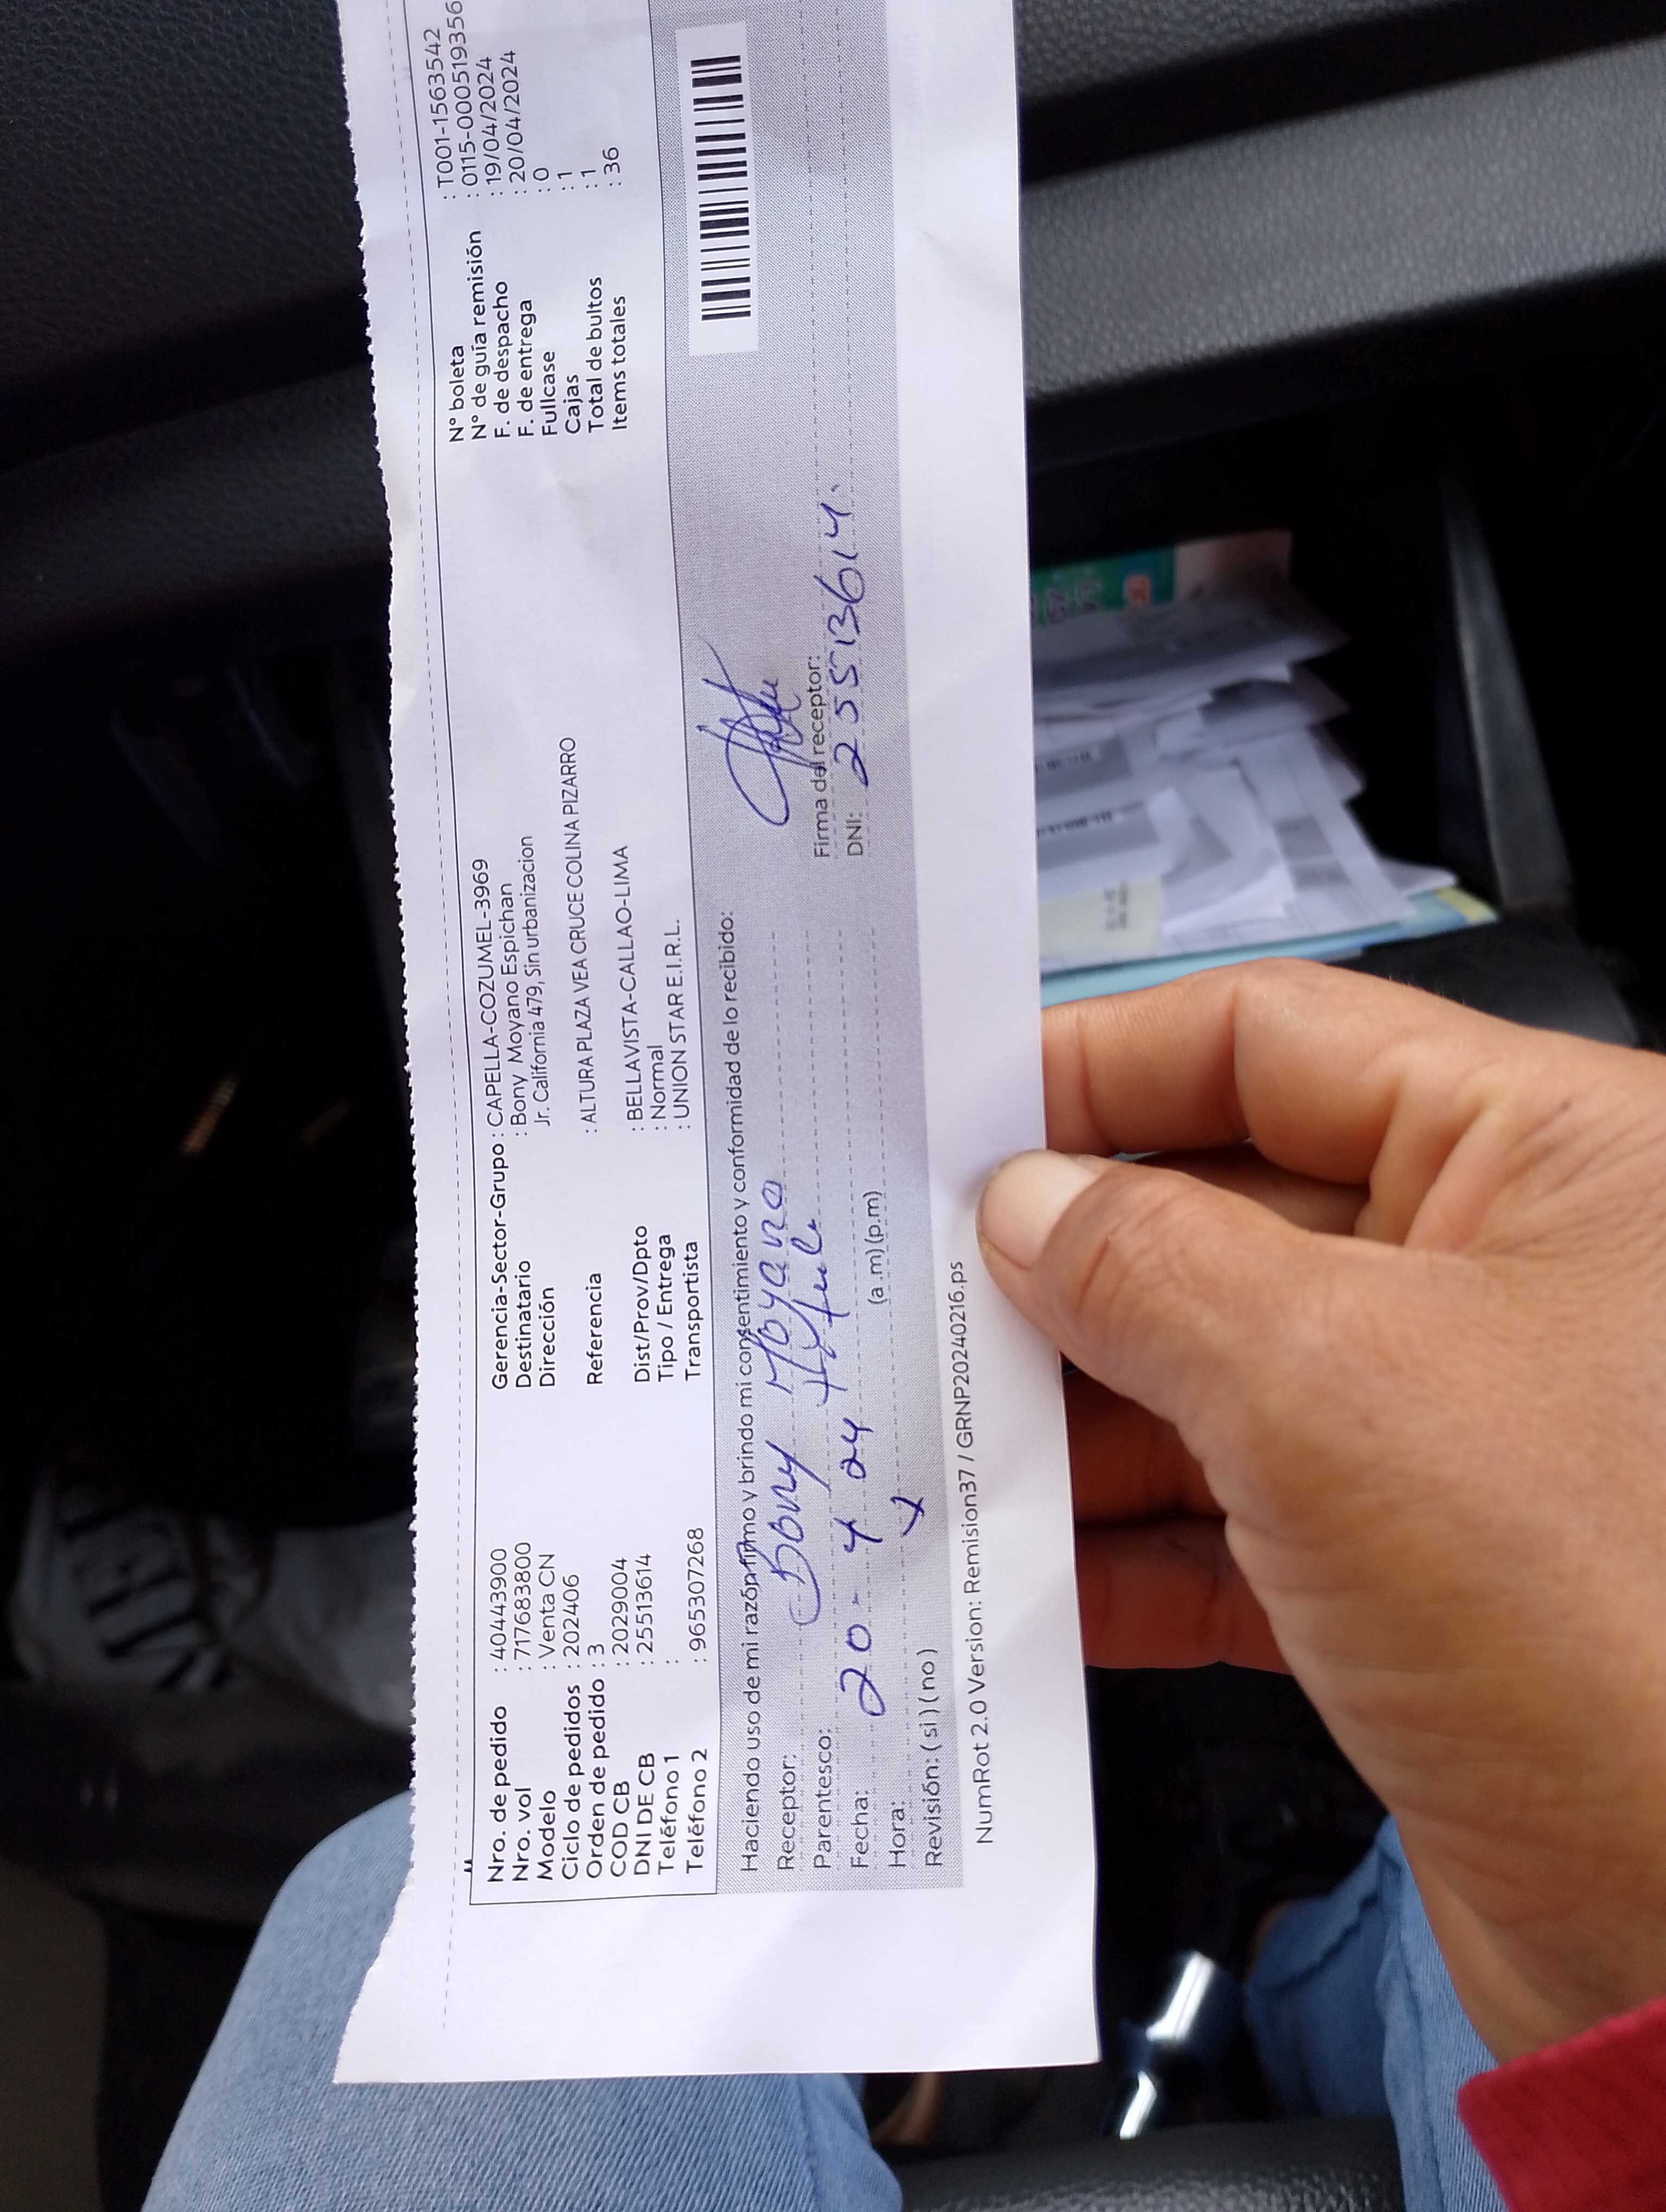 Nro. de pedido : 40443900
Nro. vol : 717683800
Modelo : Venta CN
Ciclo de pedidos : 202406
Orden de pedido : 3
COD CB : 2029004
DNI DE CB : 25513614
Teléfono 1 :
Teléfono 2 : 965307268
Gerencia-Sector-Grupo : CAPELLA-COZUMEL-3969
Destinatario : Bony Moyano Espichan
Dirección Jr. California 479, Sin urbanizacion
Referencia : ALTURA PLAZA VEA CRUCE COLINA PIZARRO
Dist/Prov/Dpto : BELLAVISTA-CALLAO-LIMA
Tipo / Entrega : Normal
Transportista : UNION STAR E.I.R.L.
N° boleta : T001-1563542
N° de guía remisión : 0115-000519356
F. de despacho : 19/04/2024
F. de entrega : 20/04/2024
Fullcase : 0
Cajas : 1
Total de bultos : 1
Items totales : 36
Haciendo uso de mi razón firmo y brindo mi consentimiento y conformidad de lo recibido:
Receptor: Bony Moyano
Parentesco:
Fecha: 20 - 4 24
Hora: (a.m)(p.m)
Revisión: ( si ) ( no )
Firma del receptor:
DNI: 25513614.
NumRot 2.0 Version: Remision37 / GRNP20240216.ps